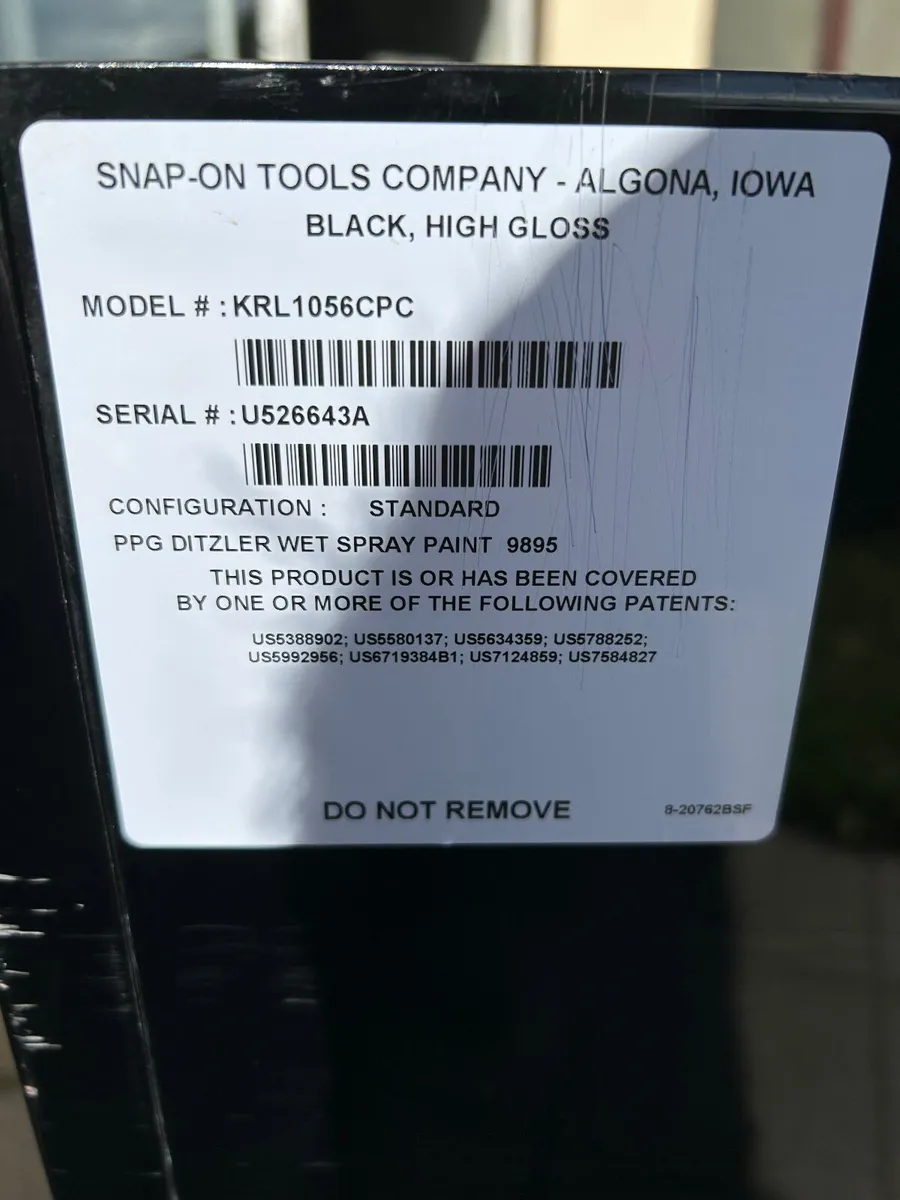 SNAP-ON TOOLS COMPANY - ALGONA, IOWA
BLACK, HIGH GLOSS
MODEL # : KRL1056CPC
SERIAL # : U526643A
CONFIGURATION : STANDARD
PPG DITZLER WET SPRAY PAINT 9895
THIS PRODUCT IS OR HAS BEEN COVERED
BY ONE OR MORE OF THE FOLLOWING PATENTS:
US5388902; US5580137; US5634359; US5788252;
US5992956; US6719384B1; US7124859; US7584827
DO NOT REMOVE
8-20762BSF